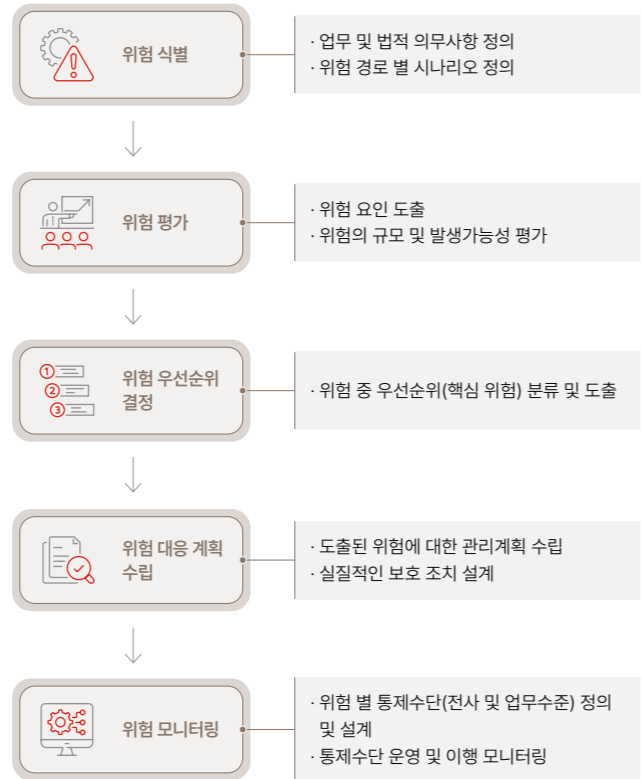 위험 식별
· 업무 및 법적 의무사항 정의
· 위험 경로 별 시나리오 정의
위험 평가
· 위험 요인 도출
· 위험의 규모 및 발생가능성 평가
1
2
3
위험 우선순위
결정
· 위험 중 우선순위(핵심 위험) 분류 및 도출
위험 대응 계획
수립
· 도출된 위험에 대한 관리계획 수립
· 실질적인 보호 조치 설계
위험 모니터링
· 위험 별 통제수단(전사 및 업무수준) 정의
및 설계
· 통제수단 운영 및 이행 모니터링